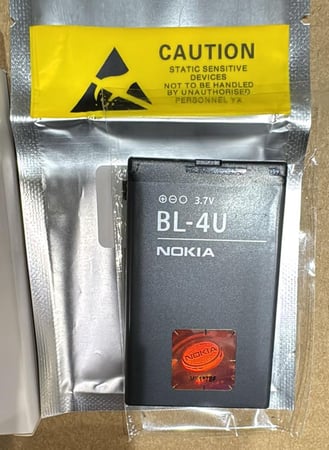 CAUTION
STATIC SENSITIVE
DEVICES
NOT TO BE HANDLED
BY UNAUTHORISED
PERSONNEL
3.7V
BL-4U
NOKIA
NOKIA